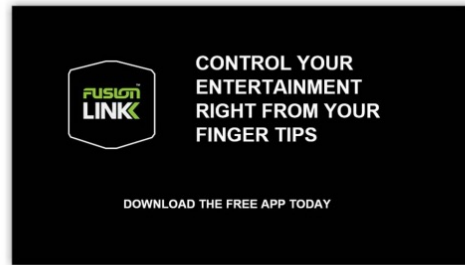 FUSION
LINK
CONTROL YOUR
ENTERTAINMENT
RIGHT FROM YOUR
FINGER TIPS
DOWNLOAD THE FREE APP TODAY